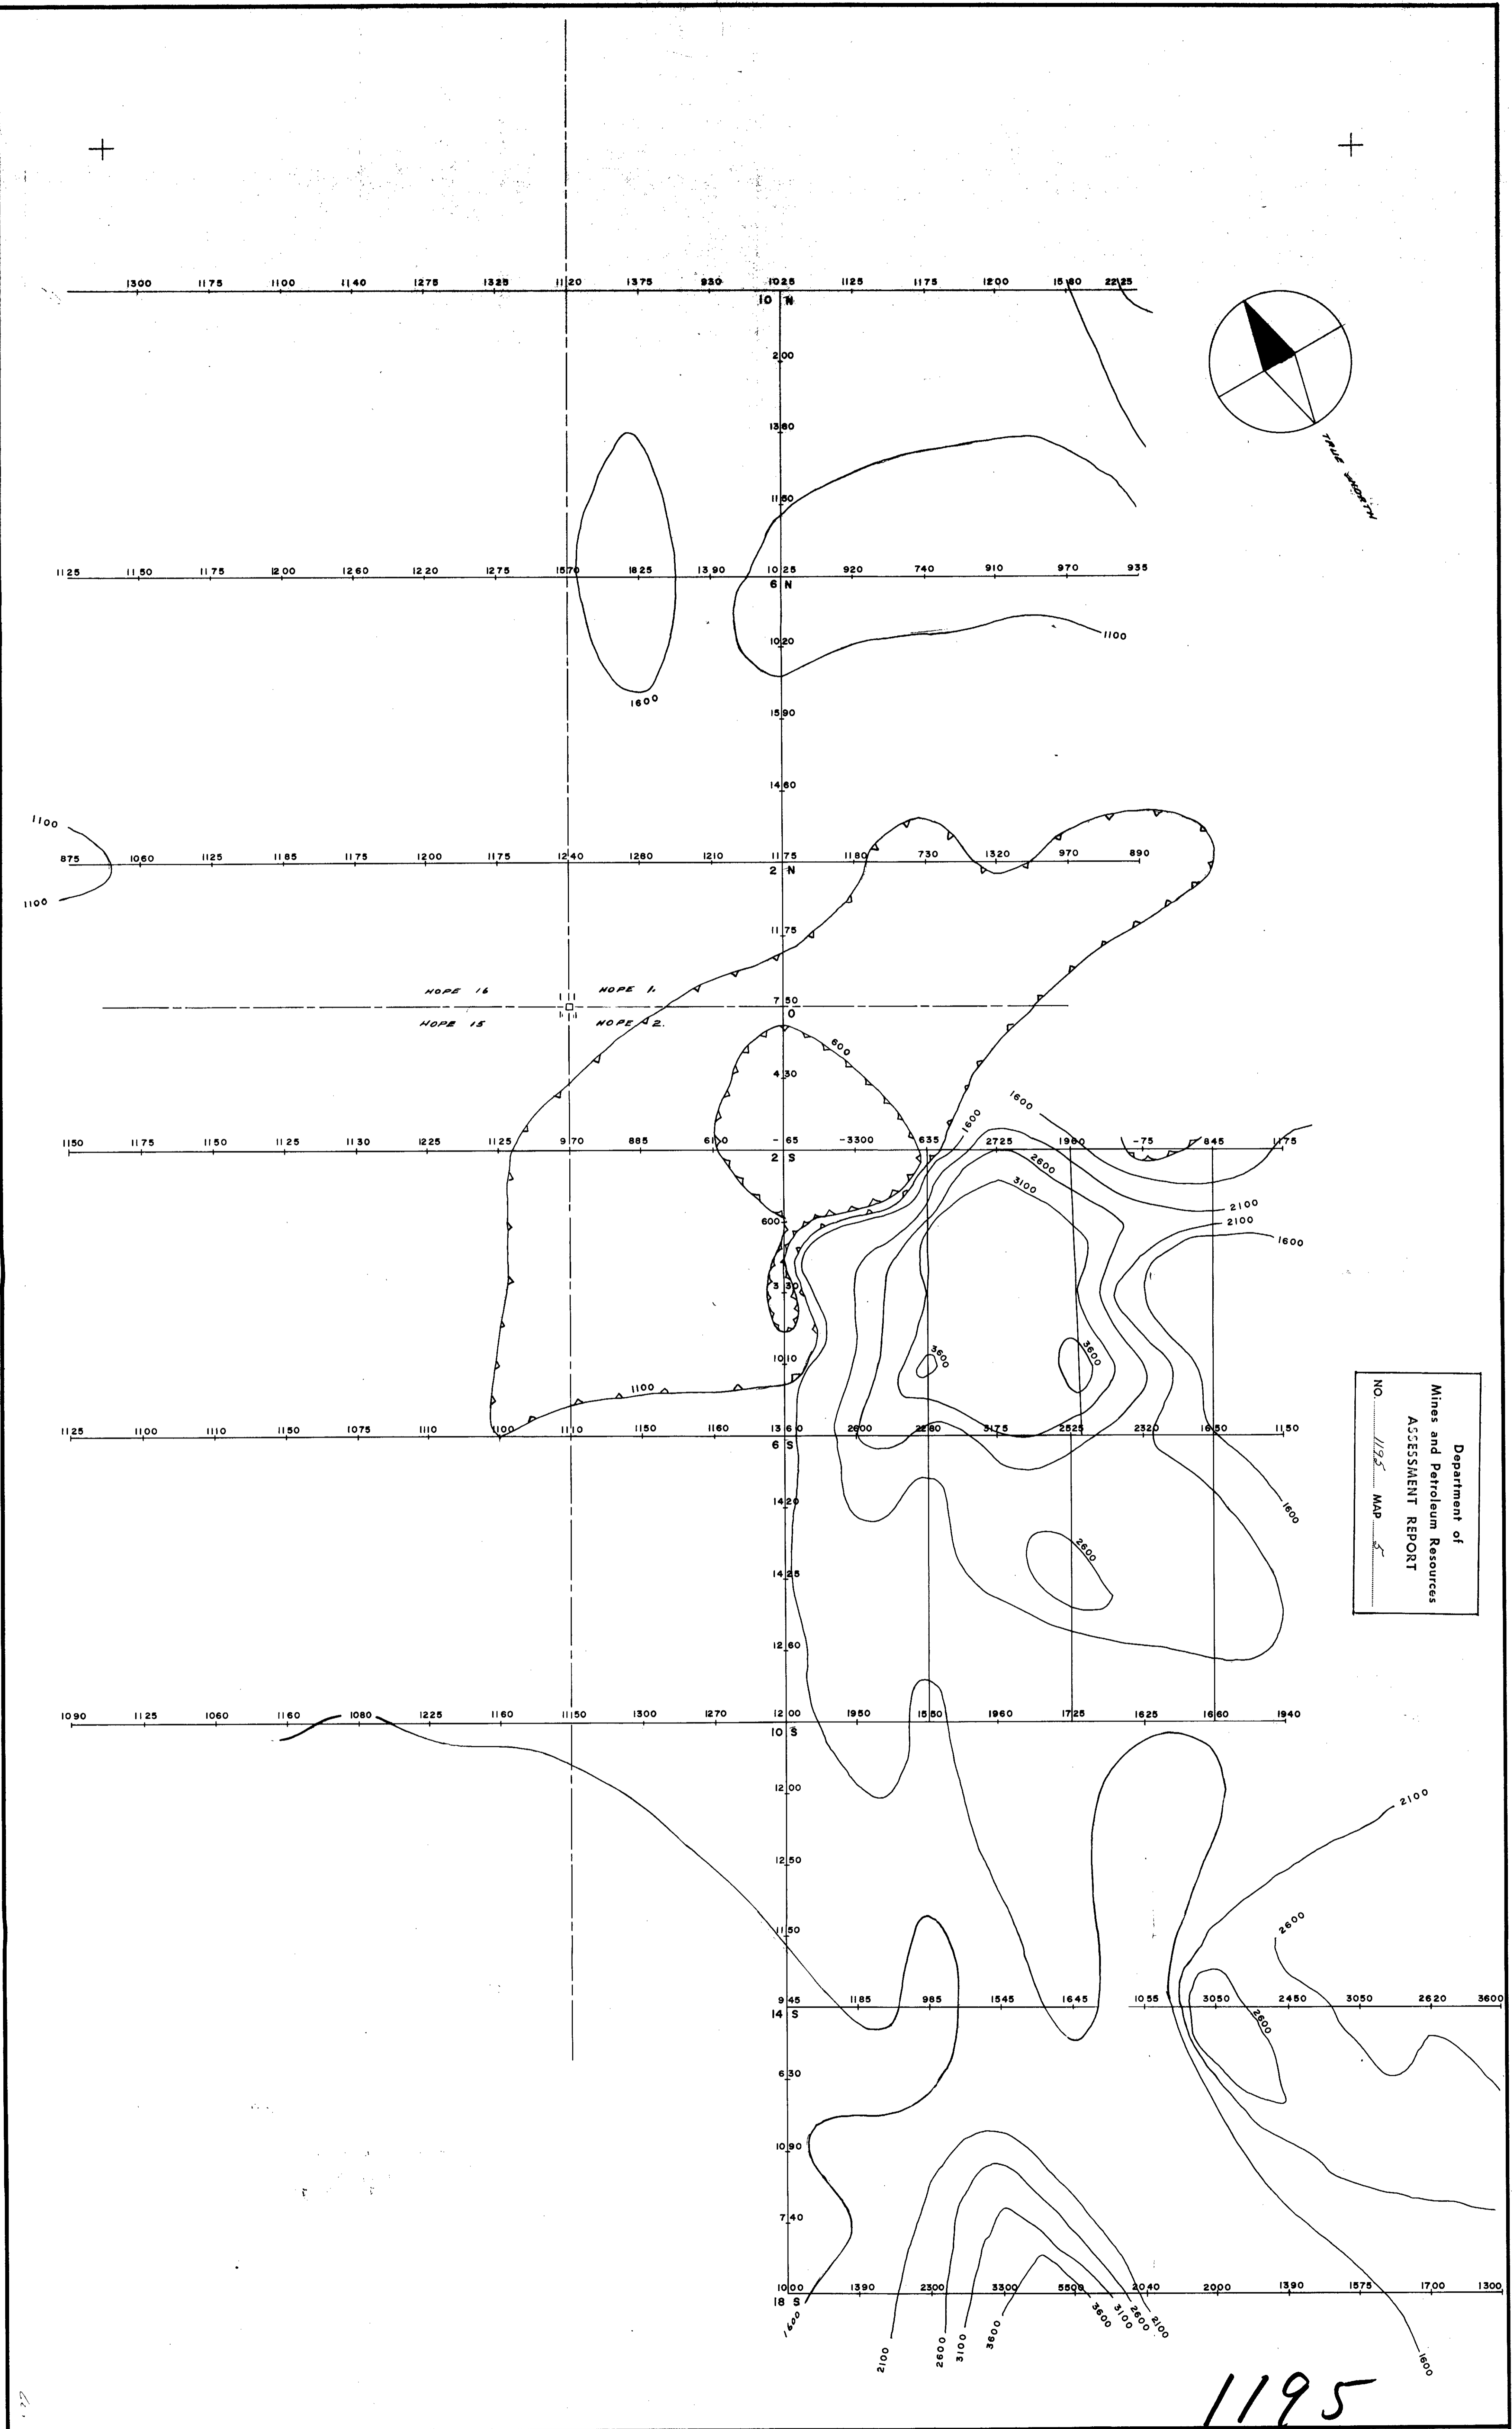 1300 1175 1100 1140 1275 1325 1120 1375 930 1025 1125 1175 1200 1580 2225
10 N
200
TRUE NORTH
1380
1150
1125 1150 1175 1200 1260 1220 1275 1570 1825 1390 1025 920 740 910 970 935
6 N
1020
1100
1600
1590
1460
1100
875 1060 1125 1185 1175 1200 1175 1240 1280 1210 1175 1180 730 1320 970 890
2 N
1100
1175
HOPE 16 HOPE 1.
750
0
HOPE 15 HOPE 2.
600
430
1600
1600
1150 1175 1150 1125 1130 1225 1125 970 885 610 -65 -3300 635 2725 1960 -75 845 1175
2 S
2600
3100
2100
600
2100
1600
330
3600
3600
1010
1100
1125 1100 1110 1150 1075 1110 1100 1110 1150 1160 1360 2600 2280 3175 2525 2320 1650 1150
6 S
Department of
Mines and Petroleum Resources
ASSESSMENT REPORT
NO. 1195 MAP 5
1420
1600
2600
1425
1260
1090 1125 1060 1160 1080 1225 1160 1150 1300 1270 1200 1950 1550 1960 1725 1625 1660 1940
10 S
1200
2100
1250
2600
1150
945 1185 985 1545 1645 1055 3050 2450 3050 2620 3600
14 S
2600
630
1090
740
1000 1390 2300 3300 5500 2040 2000 1390 1575 1700 1300
18 S
1600
2100
2600
3100
3600
3600
3100
2600
2100
1600
1195